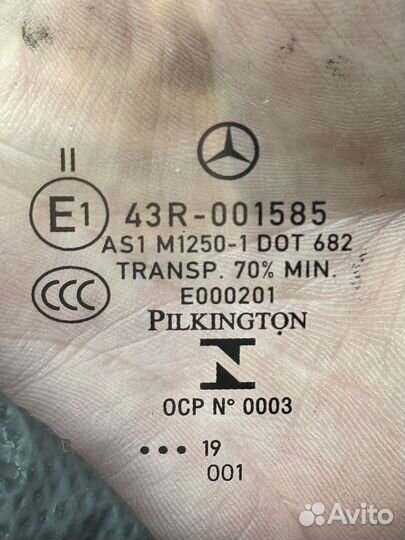 II
E1 43R-001585
AS1 M1250-1 DOT 682
TRANSP. 70% MIN.
CCC E000201
PILKINGTON
N
OCP N° 0003
••• 19
001
Avito